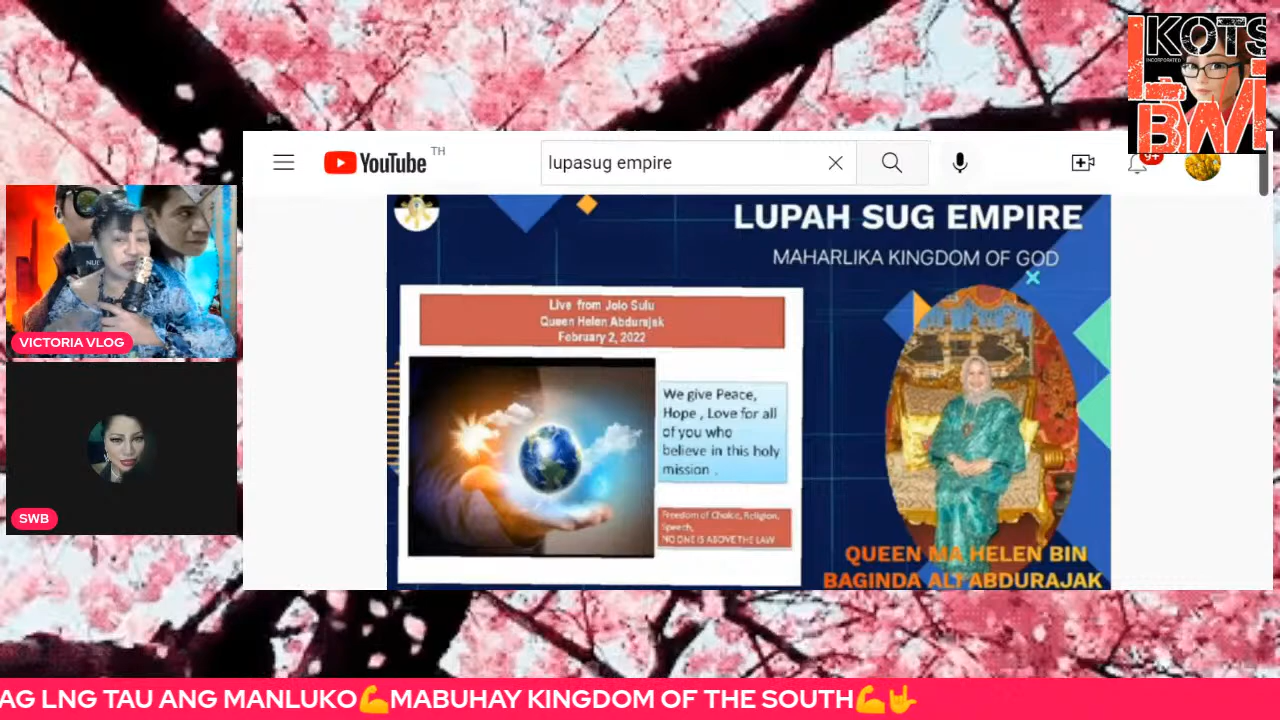 KOTS
INCORPORATED
BW
YouTube TH
lupasug empire
9+
LUPAH SUG EMPIRE
MAHARLIKA KINGDOM OF GOD
Live from Jolo Sulu
Queen Helen Abdurajak
February 2, 2022
We give Peace,
Hope , Love for all
of you who
believe in this holy
mission .
Freedom of Choice, Religion,
Speech,
NO ONE IS ABOVE THE LAW
QUEEN MA HELEN BIN
BAGINDA ALI ABDURAJAK
VICTORIA VLOG
SWB
AG LNG TAU ANG MANLUKO💪MABUHAY KINGDOM OF THE SOUTH💪🤟